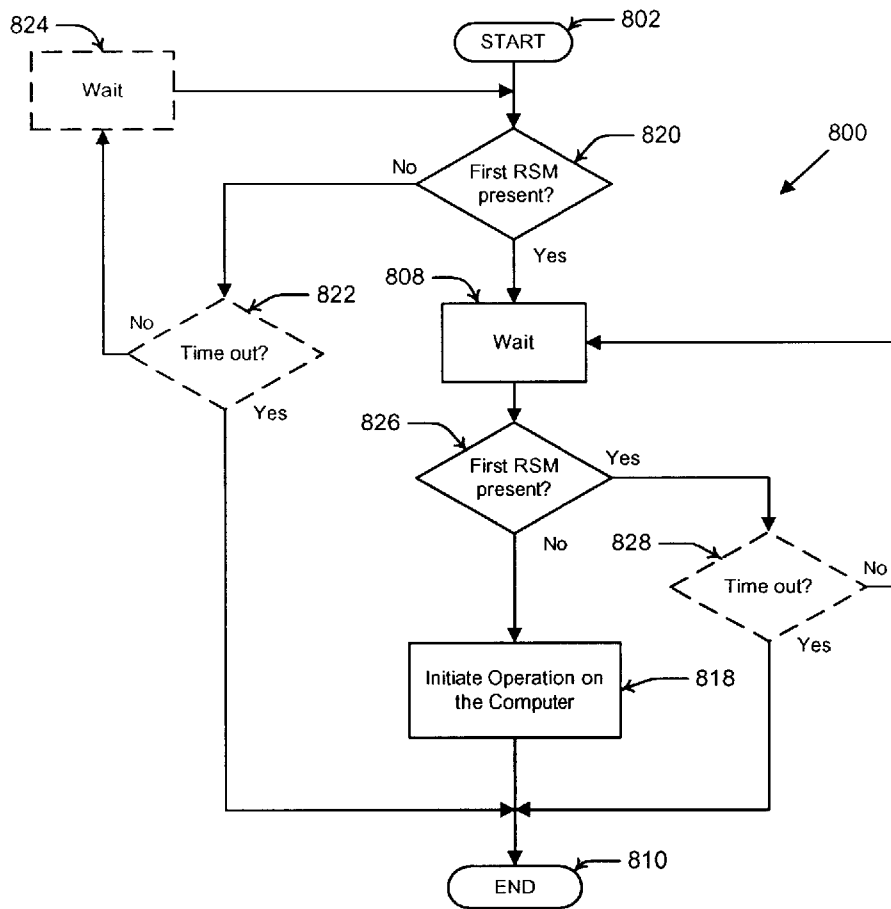 824
START
802
Wait
820
800
No
First RSM
present?
Yes
808
822
No
Time out?
Wait
Yes
826
First RSM
present?
Yes
No
828
Time out?
No
Yes
Initiate Operation on
the Computer
818
END
810